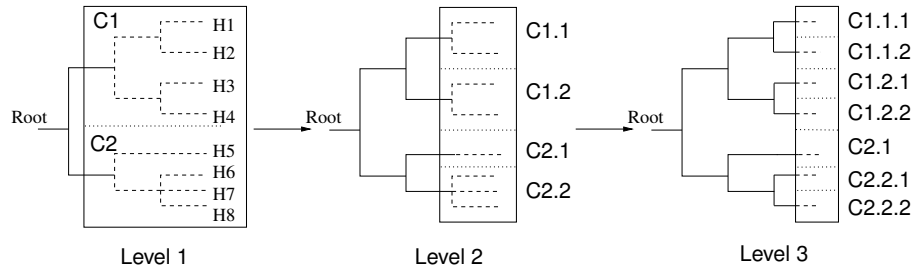 C1
H1
H2
H3
H4
Root
C2
H5
H6
H7
H8
Level 1
C1.1
C1.2
Root
C2.1
C2.2
Level 2
C1.1.1
C1.1.2
C1.2.1
C1.2.2
Root
C2.1
C2.2.1
C2.2.2
Level 3